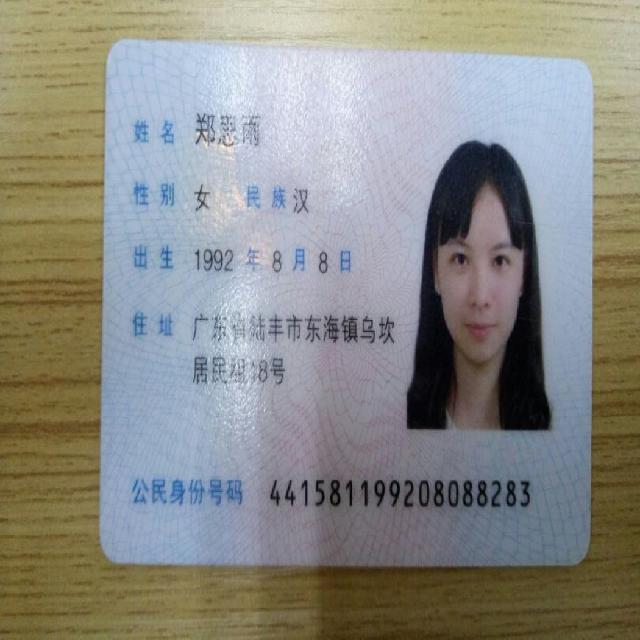 姓名 郑思雨
性别 女 民族 汉
出生 1992 年 8 月 8 日
住址 广东省陆丰市东海镇乌坎
居民组 8号
公民身份号码 441581199208088283